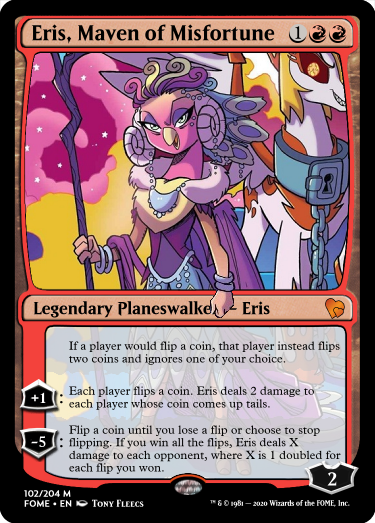 Eris, Maven of Misfortune 1
Legendary Planeswalker – Eris
If a player would flip a coin, that player instead flips
two coins and ignores one of your choice.
+1: Each player flips a coin. Eris deals 2 damage to
each player whose coin comes up tails.
-5: Flip a coin until you lose a flip or choose to stop
flipping. If you win all the flips, Eris deals X
damage to each opponent, where X is 1 doubled for
each flip you won.
2
102/204 M
FOME • EN Tony Fleecs
™ & © 1981 – 2020 Wizards of the FOME, Inc.